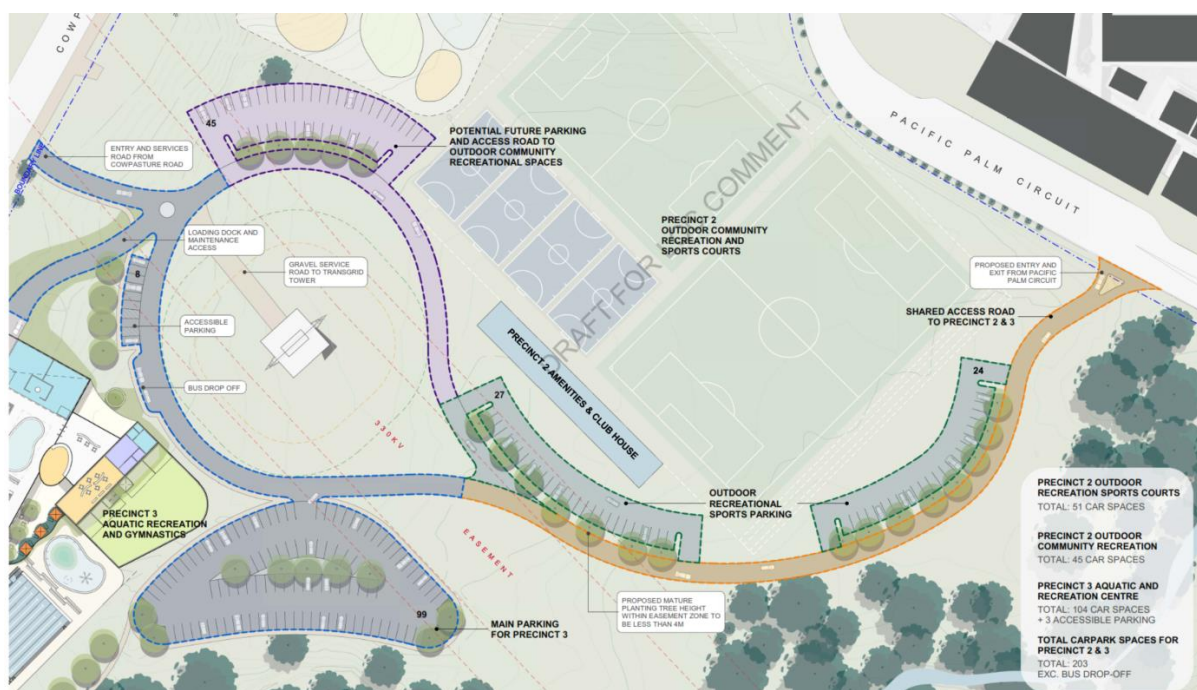 COWP
BOUNDARY LINE
ENTRY AND SERVICES
ROAD FROM
COWPASTURE ROAD
45
POTENTIAL FUTURE PARKING
AND ACCESS ROAD TO
OUTDOOR COMMUNITY
RECREATIONAL SPACES
PACIFIC PALM CIRCUIT
LOADING DOCK AND
MAINTENANCE
ACCESS
GRAVEL SERVICE
ROAD TO TRANSGRID
TOWER
PRECINCT 2
OUTDOOR COMMUNITY
RECREATION AND
SPORTS COURTS
DRAFT FOR
COMMENT
PROPOSED ENTRY AND
EXIT FROM PACIFIC
PALM CIRCUIT
SHARED ACCESS ROAD
TO PRECINCT 2 & 3
ACCESSIBLE
PARKING
BUS DROP OFF
PRECINCT 2 AMENITIES & CLUB HOUSE
27
24
330KV
EASEMENT
OUTDOOR
RECREATIONAL
SPORTS PARKING
PRECINCT 3
AQUATIC RECREATION
AND GYMNASTICS
99
MAIN PARKING
FOR PRECINCT 3
PROPOSED MATURE
PLANTING TREE HEIGHT
WITHIN EASEMENT ZONE TO
BE LESS THAN 4M
PRECINCT 2 OUTDOOR
RECREATION SPORTS COURTS
TOTAL: 51 CAR SPACES
PRECINCT 2 OUTDOOR
COMMUNITY RECREATION
TOTAL: 45 CAR SPACES
PRECINCT 3 AQUATIC AND
RECREATION CENTRE
TOTAL: 104 CAR SPACES
+ 3 ACCESSIBLE PARKING
TOTAL CARPARK SPACES FOR
PRECINCT 2 & 3
TOTAL: 203
EXC. BUS DROP-OFF